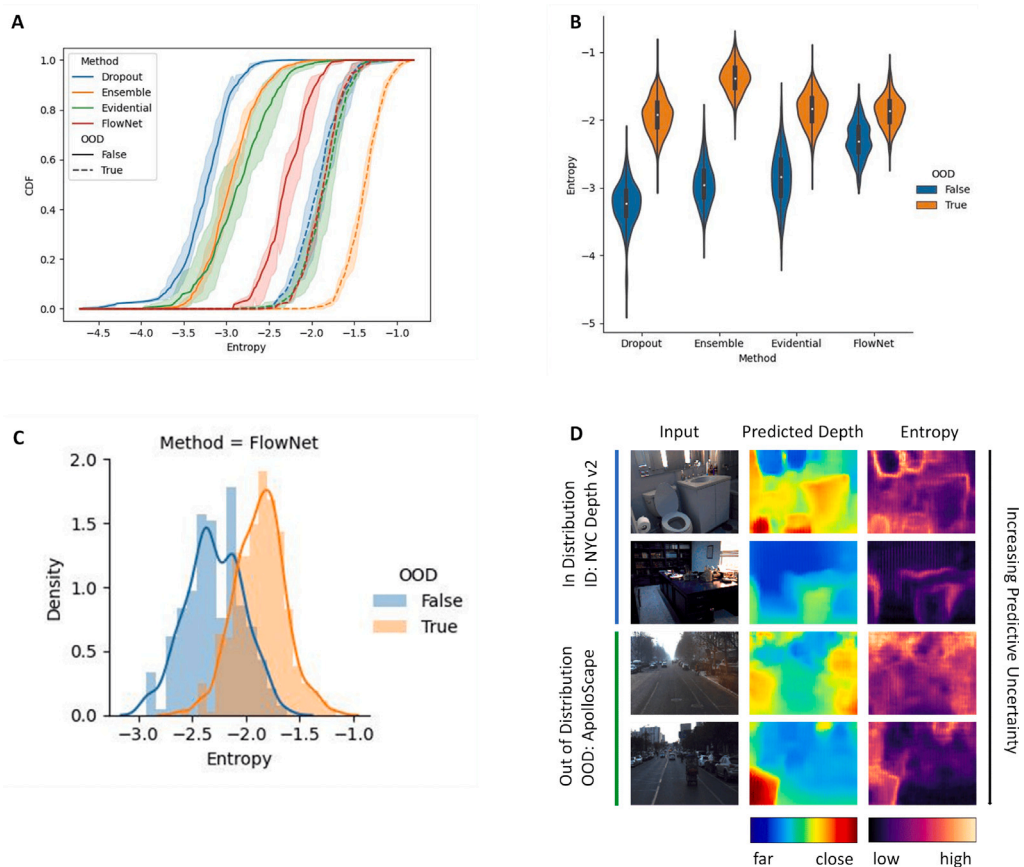 A
Method
Dropout
Ensemble
Evidential
FlowNet
OOD
False
True
CDF
1.0
0.8
0.6
0.4
0.2
0.0
−4.5 −4.0 −3.5 −3.0 −2.5 −2.0 −1.5 −1.0
Entropy
B
Entropy
−1
−2
−3
−4
−5
OOD
False
True
Dropout Ensemble Evidential FlowNet
Method
C
Method = FlowNet
Density
2.0
1.5
1.0
0.5
0.0
OOD
False
True
−3.0 −2.5 −2.0 −1.5 −1.0
Entropy
D
Input Predicted Depth Entropy
In Distribution
ID: NYC Depth v2
Out of Distribution
OOD: ApolloScape
Increasing Predictive Uncertainty
far close low high